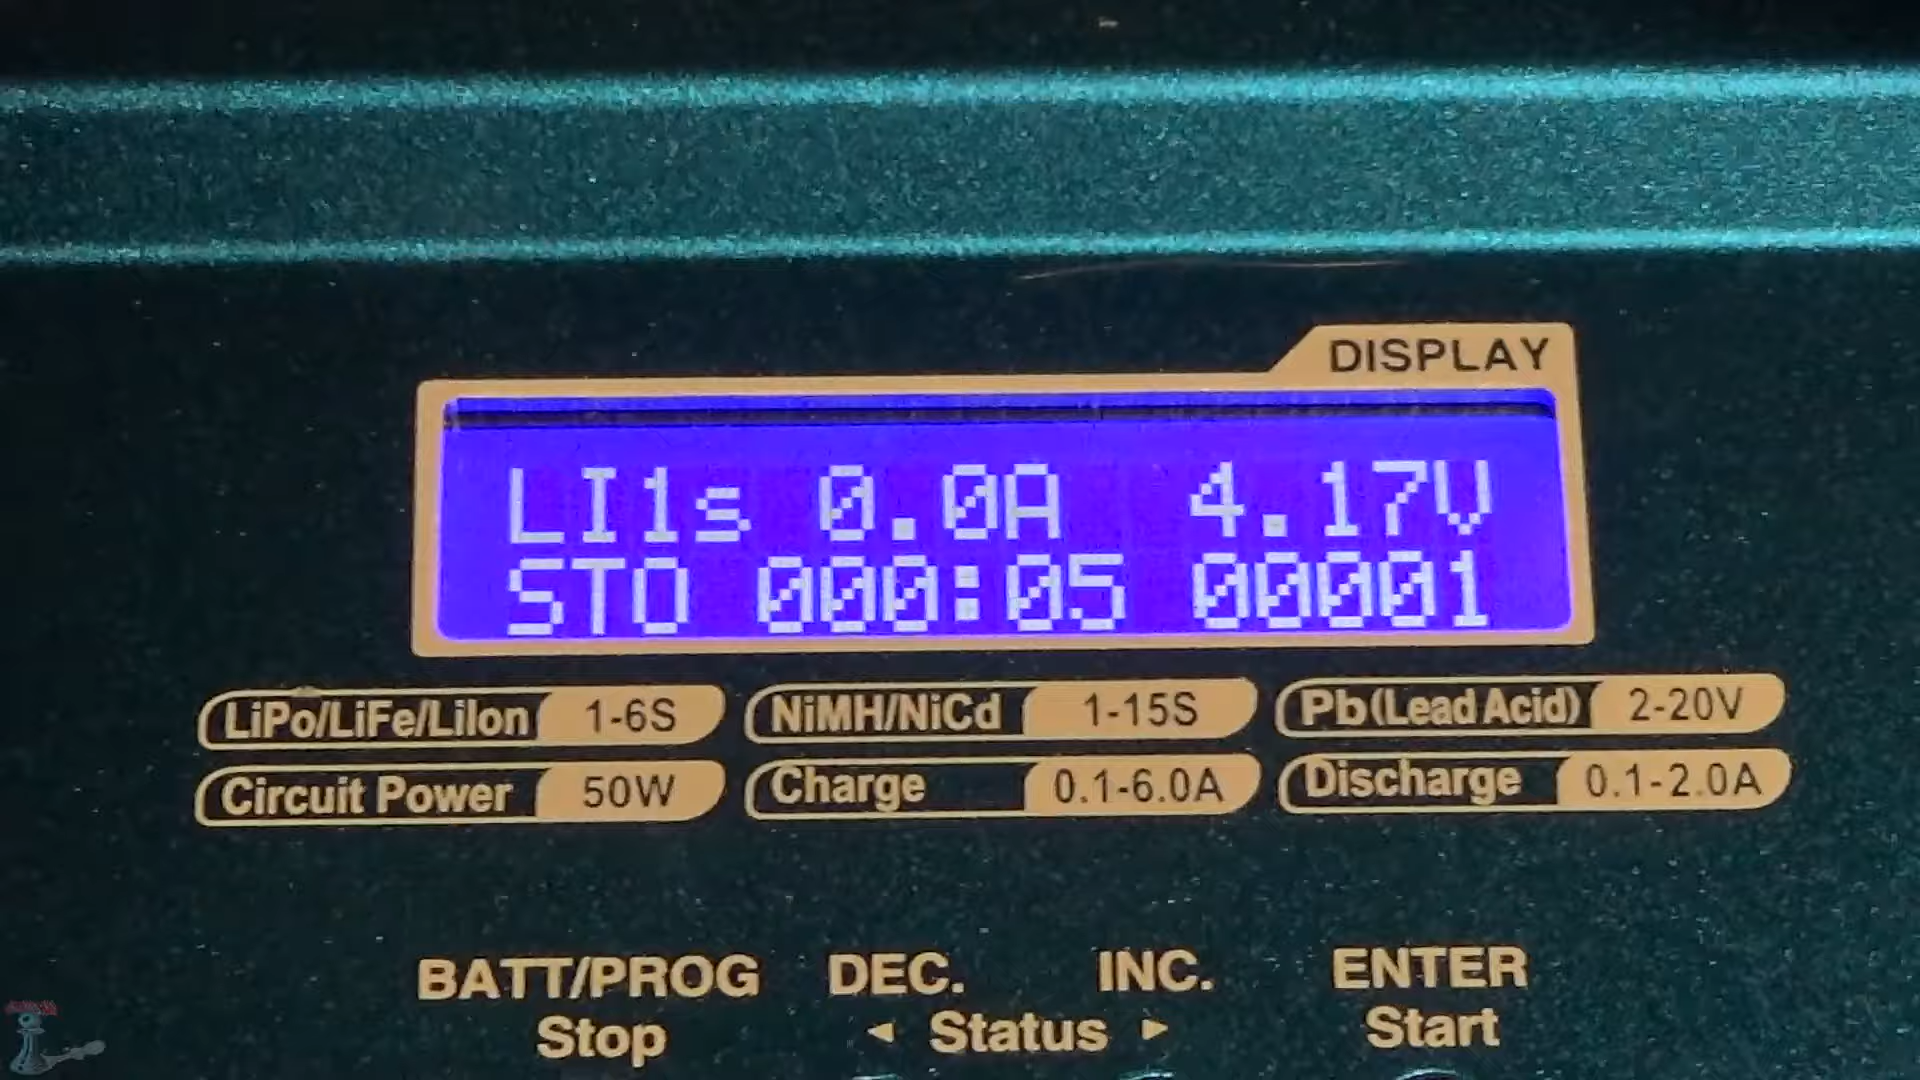 DISPLAY
LI1s 0.0A 4.17V
STO 000:05 00001
LiPo/LiFe/LiIon 1-6S NiMH/NiCd 1-15S Pb(Lead Acid) 2-20V
Circuit Power 50W Charge 0.1-6.0A Discharge 0.1-2.0A
BATT/PROG DEC. INC. ENTER
Stop ◄ Status ► Start